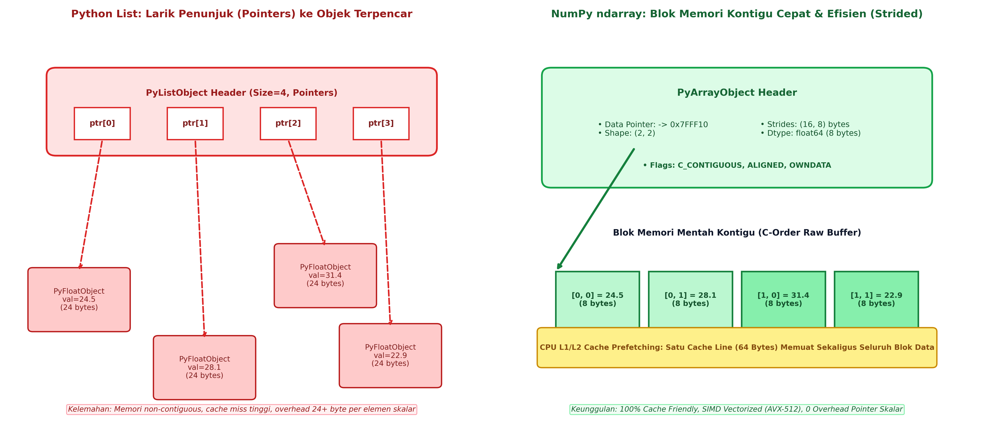 Python List: Larik Penunjuk (Pointers) ke Objek Terpencar
PyListObject Header (Size=4, Pointers)
ptr[0]
ptr[1]
ptr[2]
ptr[3]
PyFloatObject
val=24.5
(24 bytes)
PyFloatObject
val=28.1
(24 bytes)
PyFloatObject
val=31.4
(24 bytes)
PyFloatObject
val=22.9
(24 bytes)
Kelemahan: Memori non-contiguous, cache miss tinggi, overhead 24+ byte per elemen skalar
NumPy ndarray: Blok Memori Kontigu Cepat & Efisien (Strided)
PyArrayObject Header
• Data Pointer: -> 0x7FFF10
• Shape: (2, 2)
• Strides: (16, 8) bytes
• Dtype: float64 (8 bytes)
• Flags: C_CONTIGUOUS, ALIGNED, OWNDATA
Blok Memori Mentah Kontigu (C-Order Raw Buffer)
[0, 0] = 24.5
(8 bytes)
[0, 1] = 28.1
(8 bytes)
[1, 0] = 31.4
(8 bytes)
[1, 1] = 22.9
(8 bytes)
CPU L1/L2 Cache Prefetching: Satu Cache Line (64 Bytes) Memuat Sekaligus Seluruh Blok Data
Keunggulan: 100% Cache Friendly, SIMD Vectorized (AVX-512), 0 Overhead Pointer Skalar